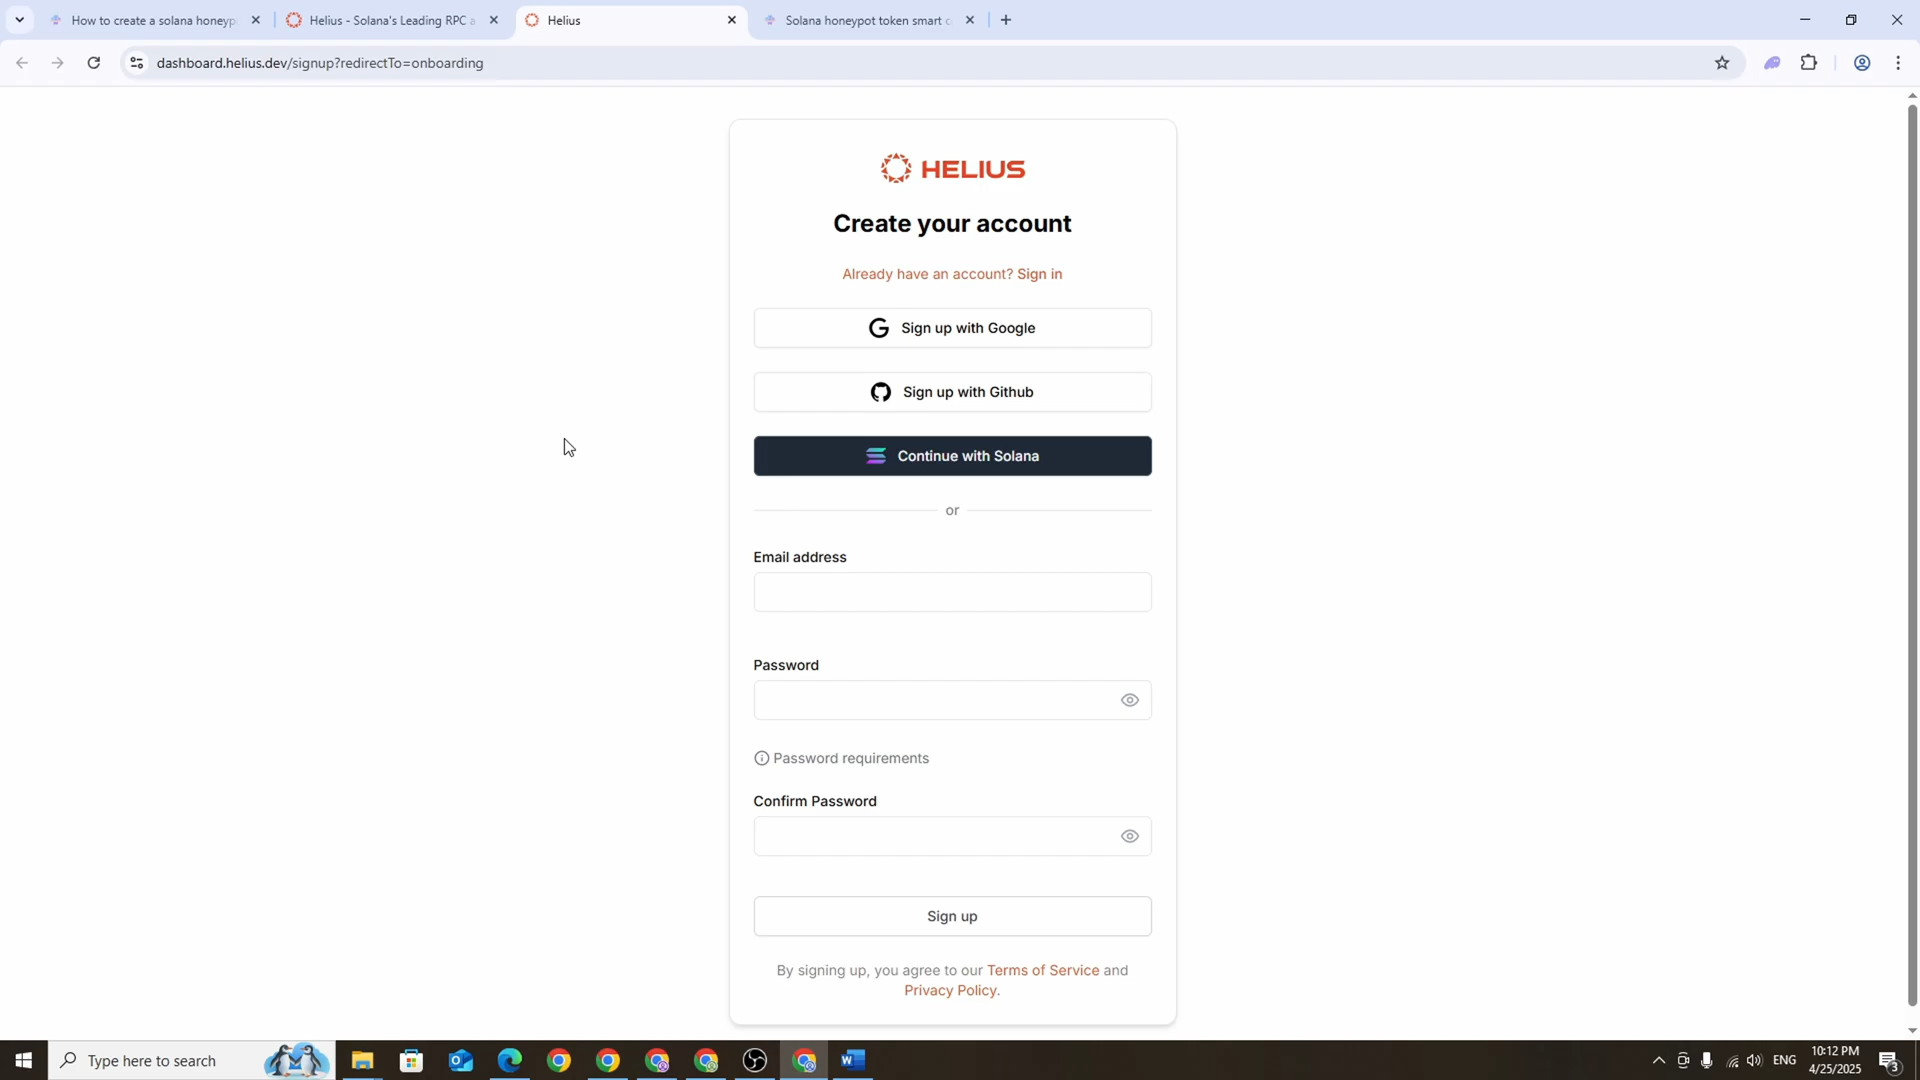 How to create a solana honeyp
Helius - Solana's Leading RPC a
Helius
Solana honeypot token smart c
dashboard.helius.dev/signup?redirectTo=onboarding
HELIUS
Create your account
Already have an account? Sign in
Sign up with Google
Sign up with Github
Continue with Solana
or
Email address
Password
Password requirements
Confirm Password
Sign up
By signing up, you agree to our Terms of Service and
Privacy Policy.
Type here to search
ENG
10:12 PM
4/25/2025
3